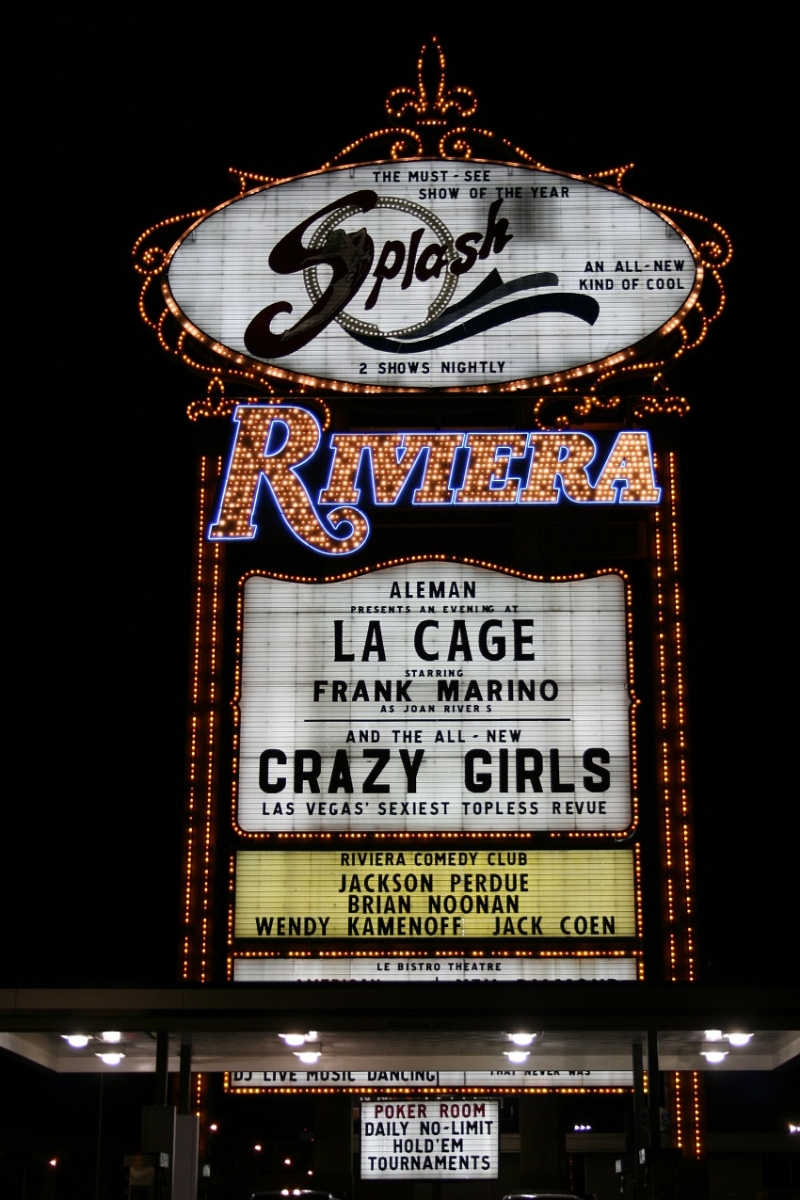 THE MUST - SEE
SHOW OF THE YEAR
Splash
AN ALL - NEW
KIND OF COOL
2 SHOWS NIGHTLY
RIVIERA
ALEMAN
PRESENTS AN EVENING AT
LA CAGE
STARRING
FRANK MARINO
AS JOAN RIVERS
AND THE ALL - NEW
CRAZY GIRLS
LAS VEGAS' SEXIEST TOPLESS REVUE
RIVIERA COMEDY CLUB
JACKSON PERDUE
BRIAN NOONAN
WENDY KAMENOFF JACK COEN
LE BISTRO THEATRE
DJ LIVE MUSIC DANCING
THAT NEVER WAS
POKER ROOM
DAILY NO-LIMIT
HOLD'EM
TOURNAMENTS